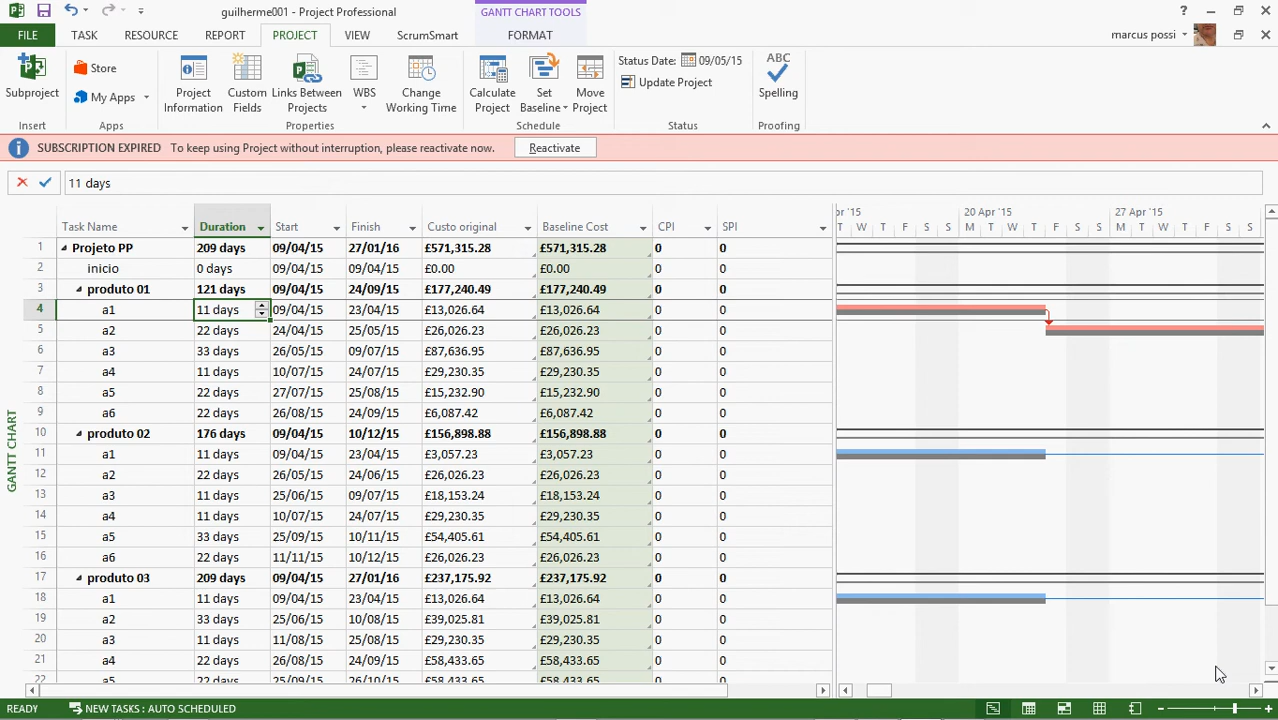 guilherme001 - Project Professional
GANTT CHART TOOLS
FILE TASK RESOURCE REPORT PROJECT VIEW ScrumSmart FORMAT marcus possi
Subproject
Insert
Store
My Apps
Apps
Project Information
Custom Fields
Links Between Projects
WBS
Change Working Time
Properties
Calculate Project
Set Baseline
Move Project
Schedule
Status Date: 09/05/15
Update Project
Status
ABC
Spelling
Proofing
SUBSCRIPTION EXPIRED To keep using Project without interruption, please reactivate now. Reactivate
11 days
GANTT CHART
Task Name Duration Start Finish Custo original Baseline Cost CPI SPI
1 Projeto PP 209 days 09/04/15 27/01/16 £571,315.28 £571,315.28 0 0
2 inicio 0 days 09/04/15 09/04/15 £0.00 £0.00 0 0
3 produto 01 121 days 09/04/15 24/09/15 £177,240.49 £177,240.49 0 0
4 a1 11 days 09/04/15 23/04/15 £13,026.64 £13,026.64 0 0
5 a2 22 days 24/04/15 25/05/15 £26,026.23 £26,026.23 0 0
6 a3 33 days 26/05/15 09/07/15 £87,636.95 £87,636.95 0 0
7 a4 11 days 10/07/15 24/07/15 £29,230.35 £29,230.35 0 0
8 a5 22 days 27/07/15 25/08/15 £15,232.90 £15,232.90 0 0
9 a6 22 days 26/08/15 24/09/15 £6,087.42 £6,087.42 0 0
10 produto 02 176 days 09/04/15 10/12/15 £156,898.88 £156,898.88 0 0
11 a1 11 days 09/04/15 23/04/15 £3,057.23 £3,057.23 0 0
12 a2 22 days 26/05/15 24/06/15 £26,026.23 £26,026.23 0 0
13 a3 11 days 25/06/15 09/07/15 £18,153.24 £18,153.24 0 0
14 a4 11 days 10/07/15 24/07/15 £29,230.35 £29,230.35 0 0
15 a5 33 days 25/09/15 10/11/15 £54,405.61 £54,405.61 0 0
16 a6 22 days 11/11/15 10/12/15 £26,026.23 £26,026.23 0 0
17 produto 03 209 days 09/04/15 27/01/16 £237,175.92 £237,175.92 0 0
18 a1 11 days 09/04/15 23/04/15 £13,026.64 £13,026.64 0 0
19 a2 33 days 25/06/15 10/08/15 £39,025.81 £39,025.81 0 0
20 a3 11 days 11/08/15 25/08/15 £29,230.35 £29,230.35 0 0
21 a4 22 days 26/08/15 24/09/15 £58,433.65 £58,433.65 0 0
22 a5 22 days 25/09/15 26/10/15 £58,433.65 £58,433.65 0 0
pr '15 20 Apr '15 27 Apr '15
T W T F S S M T W T F S S M T W T F S S
READY NEW TASKS : AUTO SCHEDULED